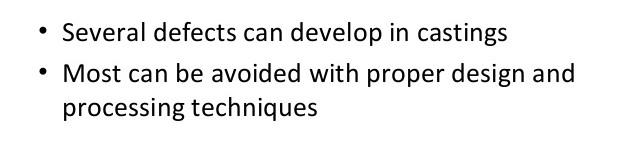 • Several defects can develop in castings
• Most can be avoided with proper design and
processing techniques